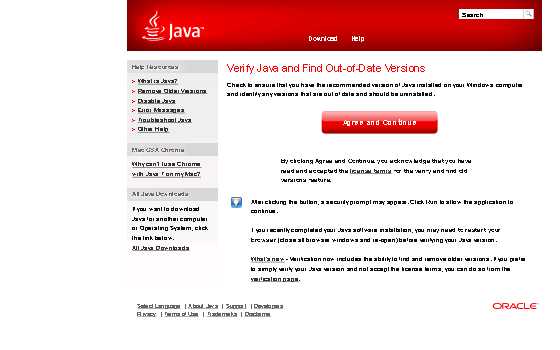 Java™
Search
Download Help
Help Resources
» What is Java?
» Remove Older Versions
» Disable Java
» Error Messages
» Troubleshoot Java
» Other Help
Mac OS X Chrome
Why can't I use Chrome
with Java 7 on my Mac?
All Java Downloads
If you want to download
Java for another computer
or Operating System, click
the link below.
All Java Downloads
Verify Java and Find Out-of-Date Versions
Check to ensure that you have the recommended version of Java installed on your Windows computer
and identify any versions that are out of date and should be uninstalled.
Agree and Continue
By clicking Agree and Continue, you acknowledge that you have
read and accepted the license terms for the verify and find old
versions feature.
After clicking the button, a security prompt may appear. Click Run to allow the application to
continue.
If you recently completed your Java software installation, you may need to restart your
browser (close all browser windows and re-open) before verifying your Java version.
What's new - Verification now includes the ability to find and remove older versions. If you prefer
to simply verify your Java version and not accept the license terms, you can do so from the
verification page.
Select Language | About Java | Support | Developers
Privacy | Terms of Use | Trademarks | Disclaimer
ORACLE